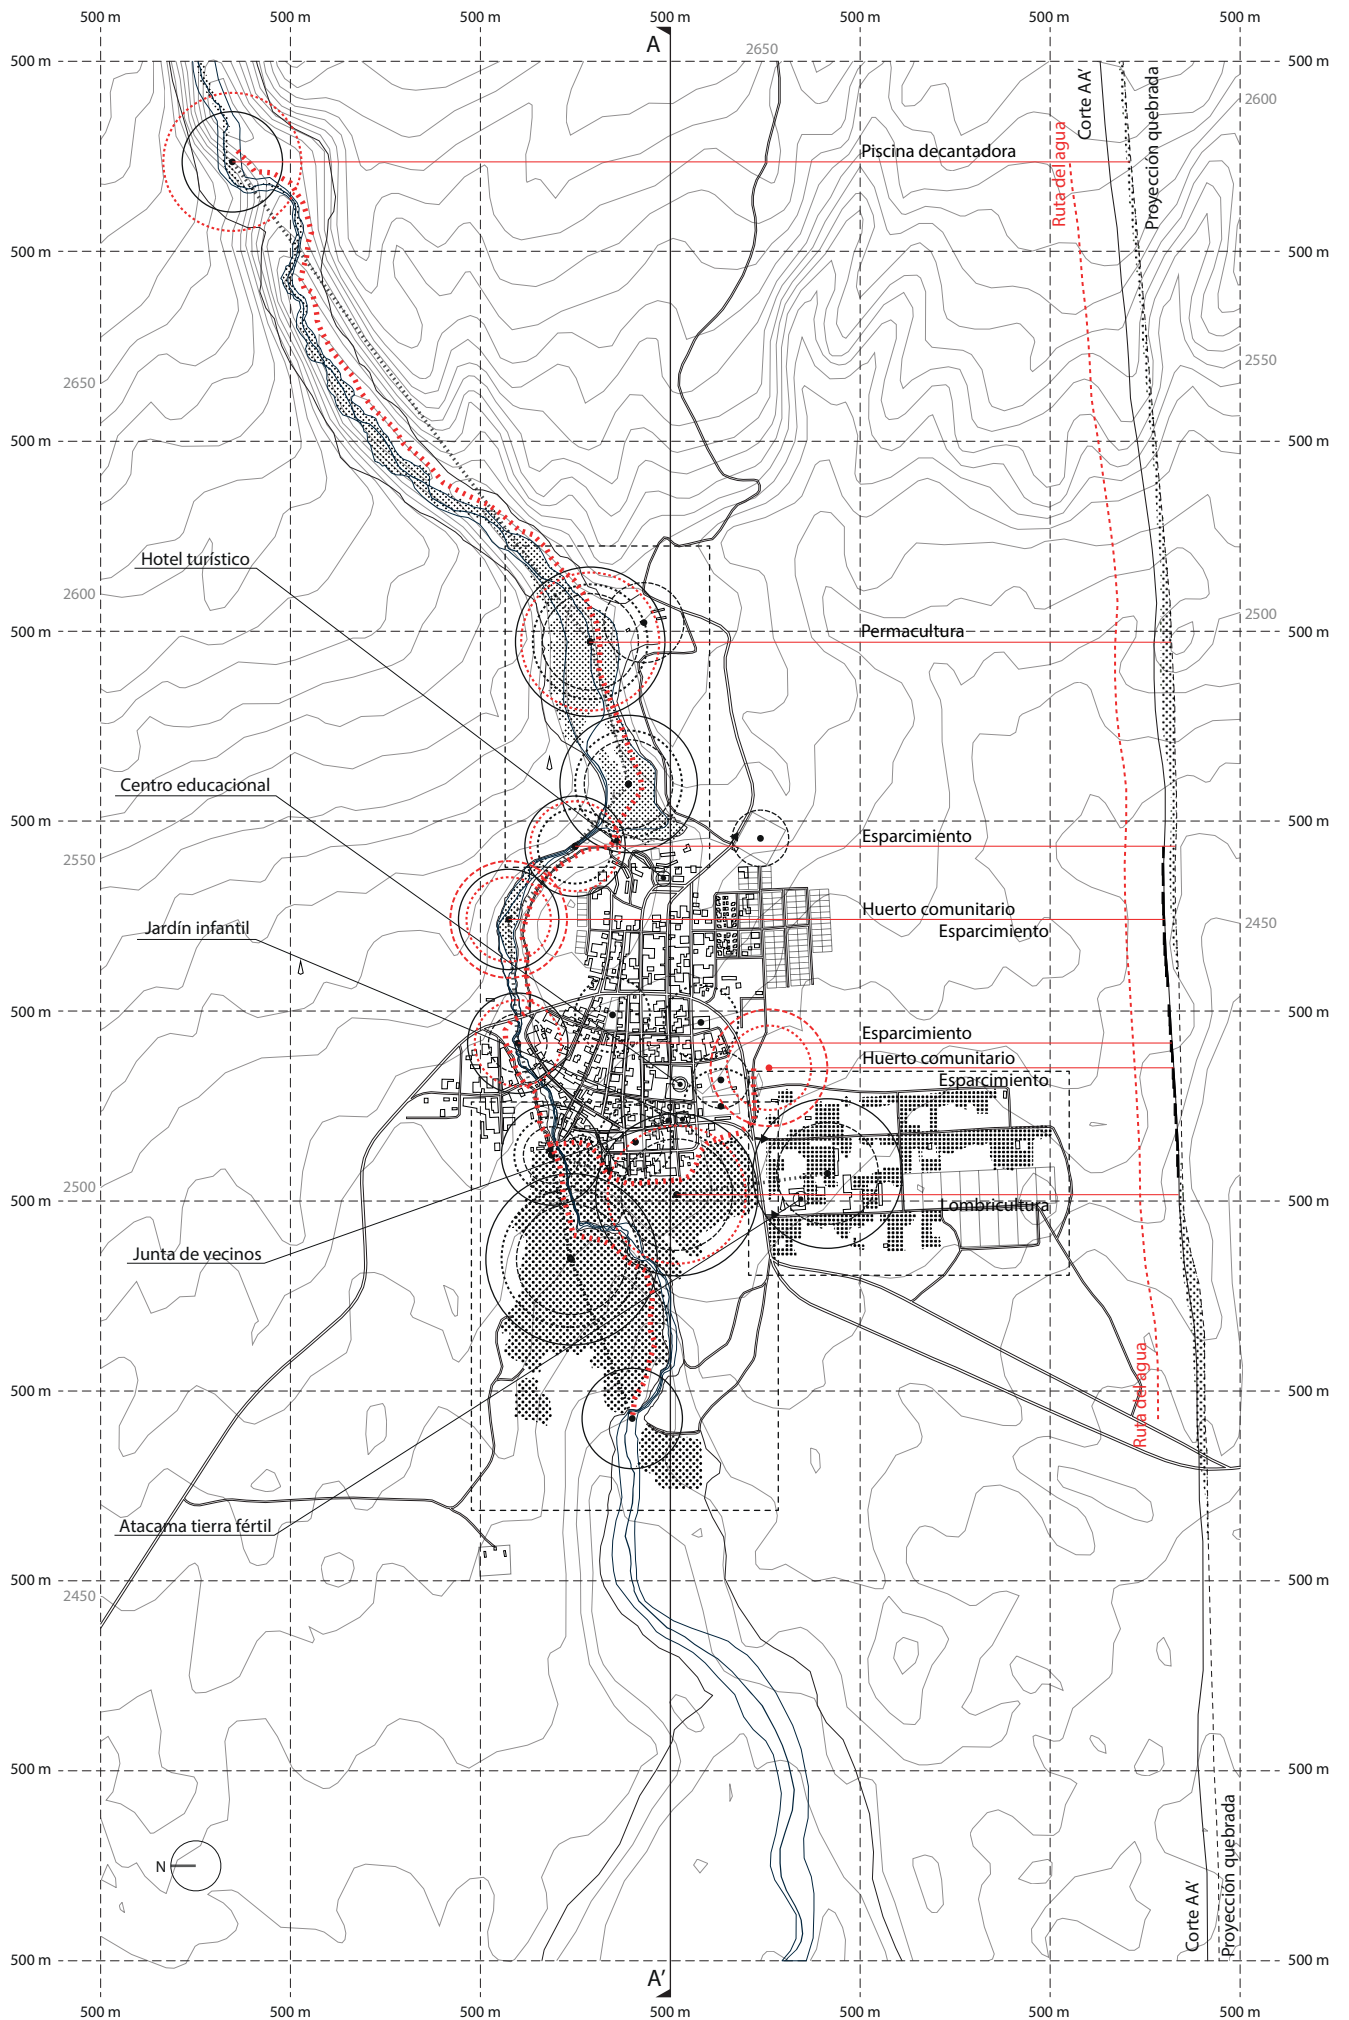 500 m 500 m 500 m 500 m 500 m 500 m 500 m
A
2650
500 m 500 m
Corte AA'
Proyección quebrada
2600
Ruta del agua
Piscina decantadora
500 m 500 m
2550
2650
500 m 500 m
Hotel turístico
2600
2500
500 m 500 m
Permacultura
Centro educacional
500 m 500 m
Esparcimiento
2550
Huerto comunitario
Esparcimiento
2450
Jardín infantil
500 m 500 m
Esparcimiento
Huerto comunitario
Esparcimiento
2500
500 m 500 m
Lombricultura
Junta de vecinos
Ruta del agua
500 m 500 m
Atacama tierra fértil
500 m 500 m
2450
500 m 500 m
Proyección quebrada
Corte AA'
N
500 m 500 m
A'
500 m 500 m 500 m 500 m 500 m 500 m 500 m